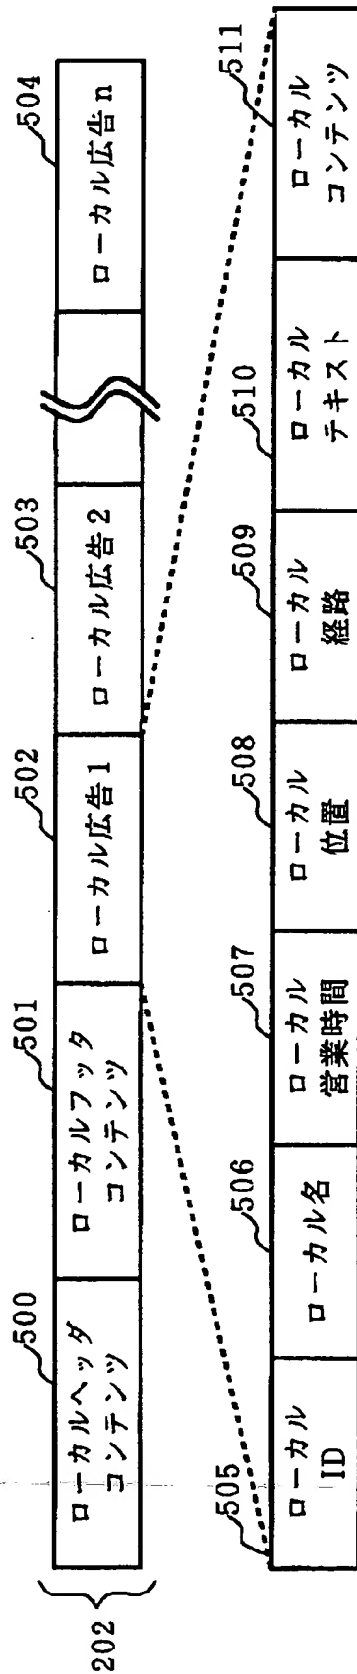 202
500
ローカルヘッダ
コンテンツ
501
ローカルフッタ
コンテンツ
502
ローカル広告1
503
ローカル広告2
504
ローカル広告n
505
ローカル
ID
506
ローカル名
507
ローカル
営業時間
508
ローカル
位置
509
ローカル
経路
510
ローカル
テキスト
511
ローカル
コンテンツ